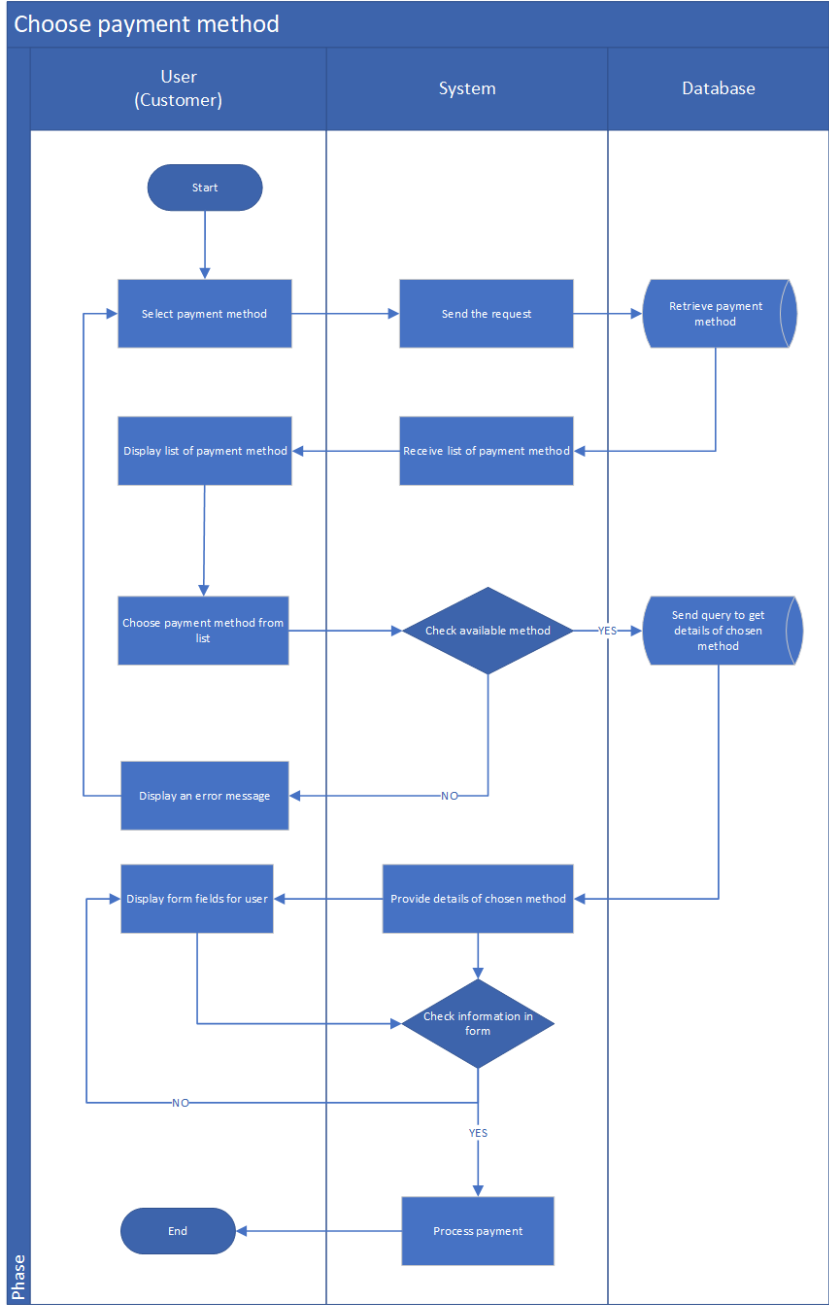 Choose payment method
User
(Customer)
System
Database
Start
Select payment method
Send the request
Retrieve payment
method
Display list of payment method
Receive list of payment method
Choose payment method from
list
Check available method
YES
Send query to get
details of chosen
method
Display an error message
NO
Display form fields for user
Provide details of chosen method
Check information in
form
NO
YES
End
Process payment
Phase